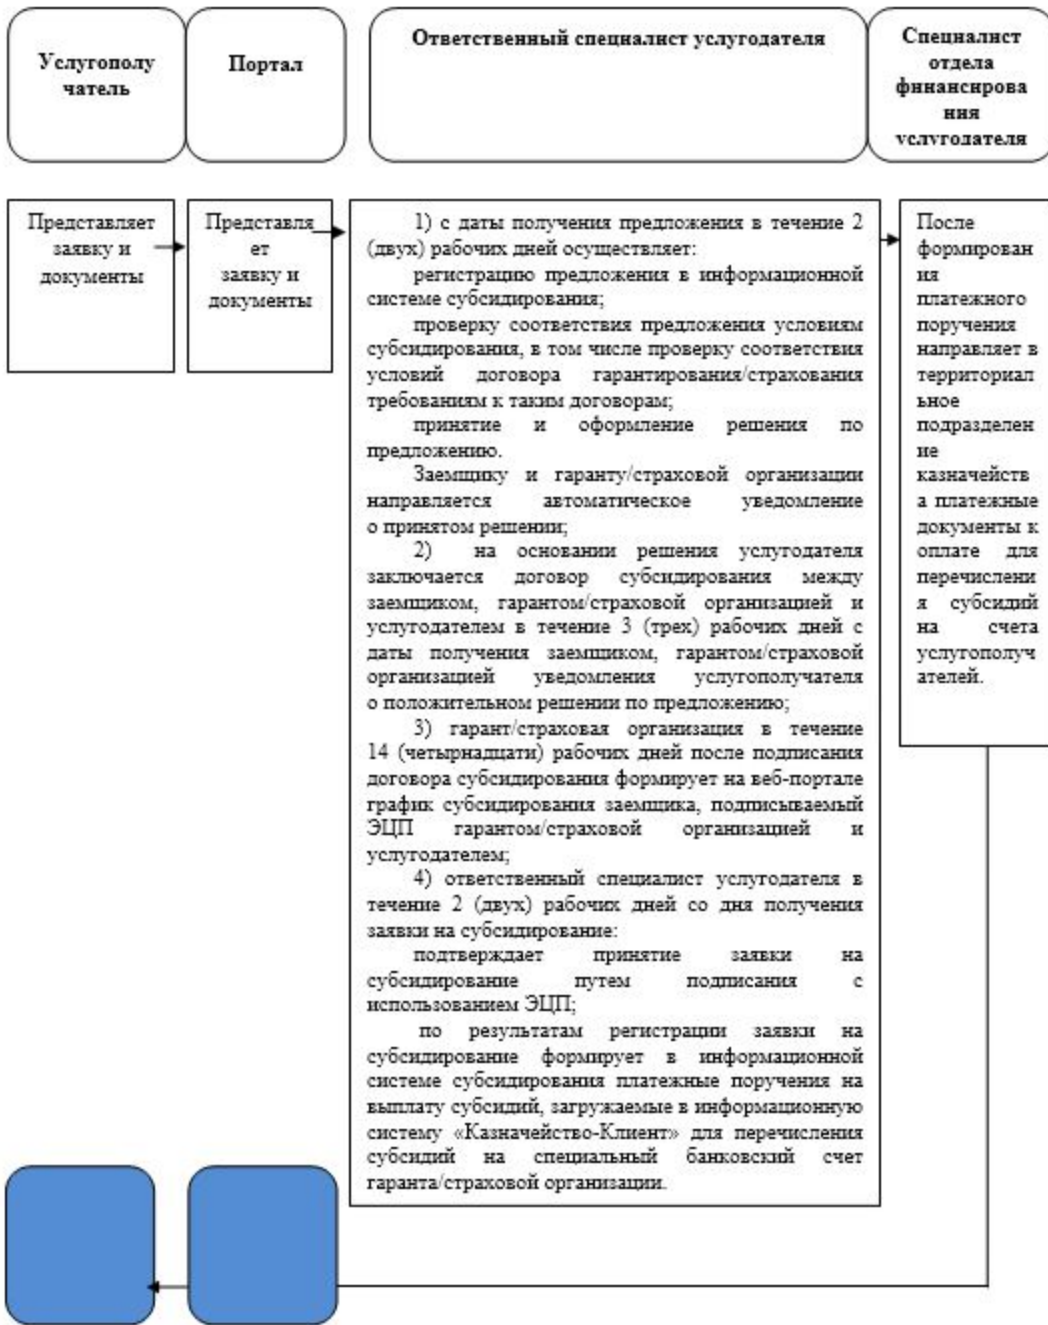 Услугополу
чатель
Портал
Ответственный специалист услугодателя
Специалист
отдела
финансирова
ния
услугодателя
Представляет
заявку и
документы
Представля
ет
заявку и
документы
1) с даты получения предложения в течение 2
(двух) рабочих дней осуществляет:
регистрацию предложения в информационной
системе субсидирования;
проверку соответствия предложения условиям
субсидирования, в том числе проверку соответствия
условий договора гарантирования/страхования
требованиям к таким договорам;
принятие и оформление решения по
предложению.
Заемщику и гаранту/страховой организации
направляется автоматическое уведомление
о принятом решении;
2) на основании решения услугодателя
заключается договор субсидирования между
заемщиком, гарантом/страховой организацией и
услугодателем в течение 3 (трех) рабочих дней с
даты получения заемщиком, гарантом/страховой
организацией уведомления услугополучателя
о положительном решении по предложению;
3) гарант/страховая организация в течение
14 (четырнадцати) рабочих дней после подписания
договора субсидирования формирует на веб-портале
график субсидирования заемщика, подписываемый
ЭЦП гарантом/страховой организацией и
услугодателем;
4) ответственный специалист услугодателя в
течение 2 (двух) рабочих дней со дня получения
заявки на субсидирование:
подтверждает принятие заявки на
субсидирование путем подписания с
использованием ЭЦП;
по результатам регистрации заявки на
субсидирование формирует в информационной
системе субсидирования платежные поручения на
выплату субсидий, загружаемые в информационную
систему «Казначейство-Клиент» для перечисления
субсидий на специальный банковский счет
гаранта/страховой организации.
После
формирован
ия
платежного
поручения
направляет в
территориал
ьное
подразделен
ие
казначейств
а платежные
документы к
оплате для
перечислени
я субсидий
на счета
услугополуч
ателей.